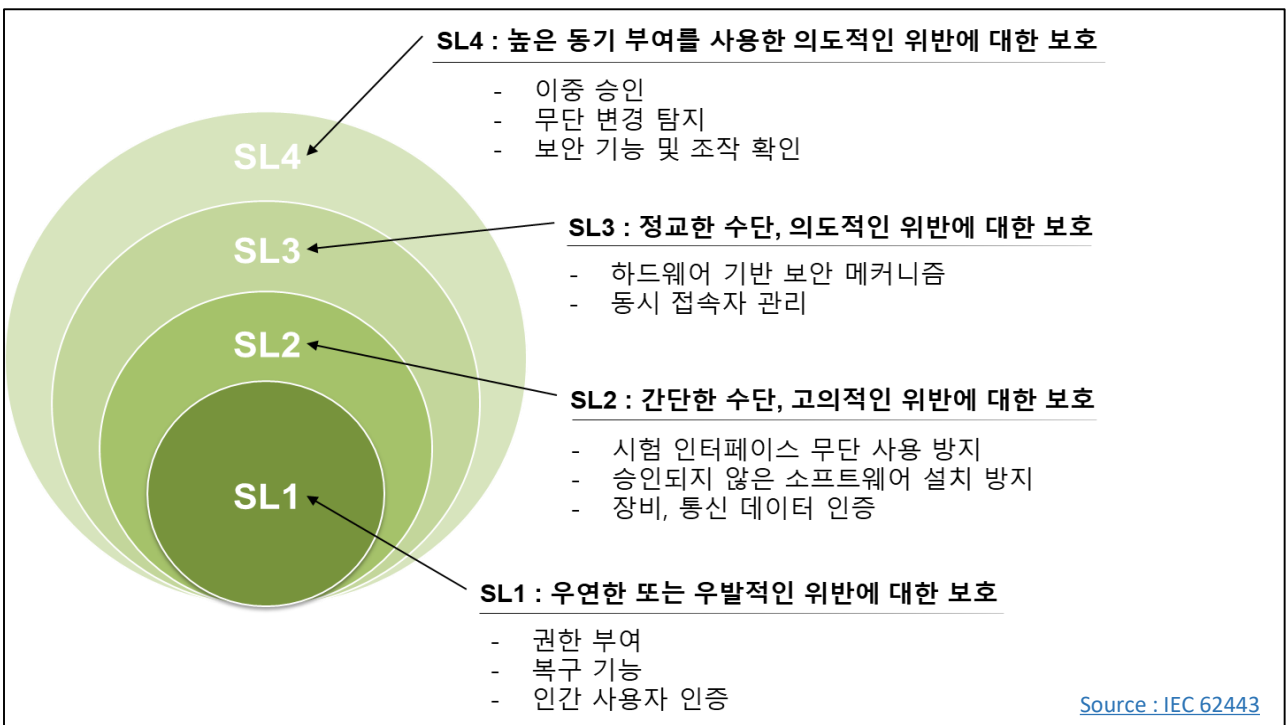 SL4 : 높은 동기 부여를 사용한 의도적인 위반에 대한 보호
- 이중 승인
- 무단 변경 탐지
- 보안 기능 및 조작 확인
SL4
SL3 : 정교한 수단, 의도적인 위반에 대한 보호
- 하드웨어 기반 보안 메커니즘
- 동시 접속자 관리
SL3
SL2 : 간단한 수단, 고의적인 위반에 대한 보호
- 시험 인터페이스 무단 사용 방지
- 승인되지 않은 소프트웨어 설치 방지
- 장비, 통신 데이터 인증
SL2
SL1 : 우연한 또는 우발적인 위반에 대한 보호
- 권한 부여
- 복구 기능
- 인간 사용자 인증
SL1
Source : IEC 62443